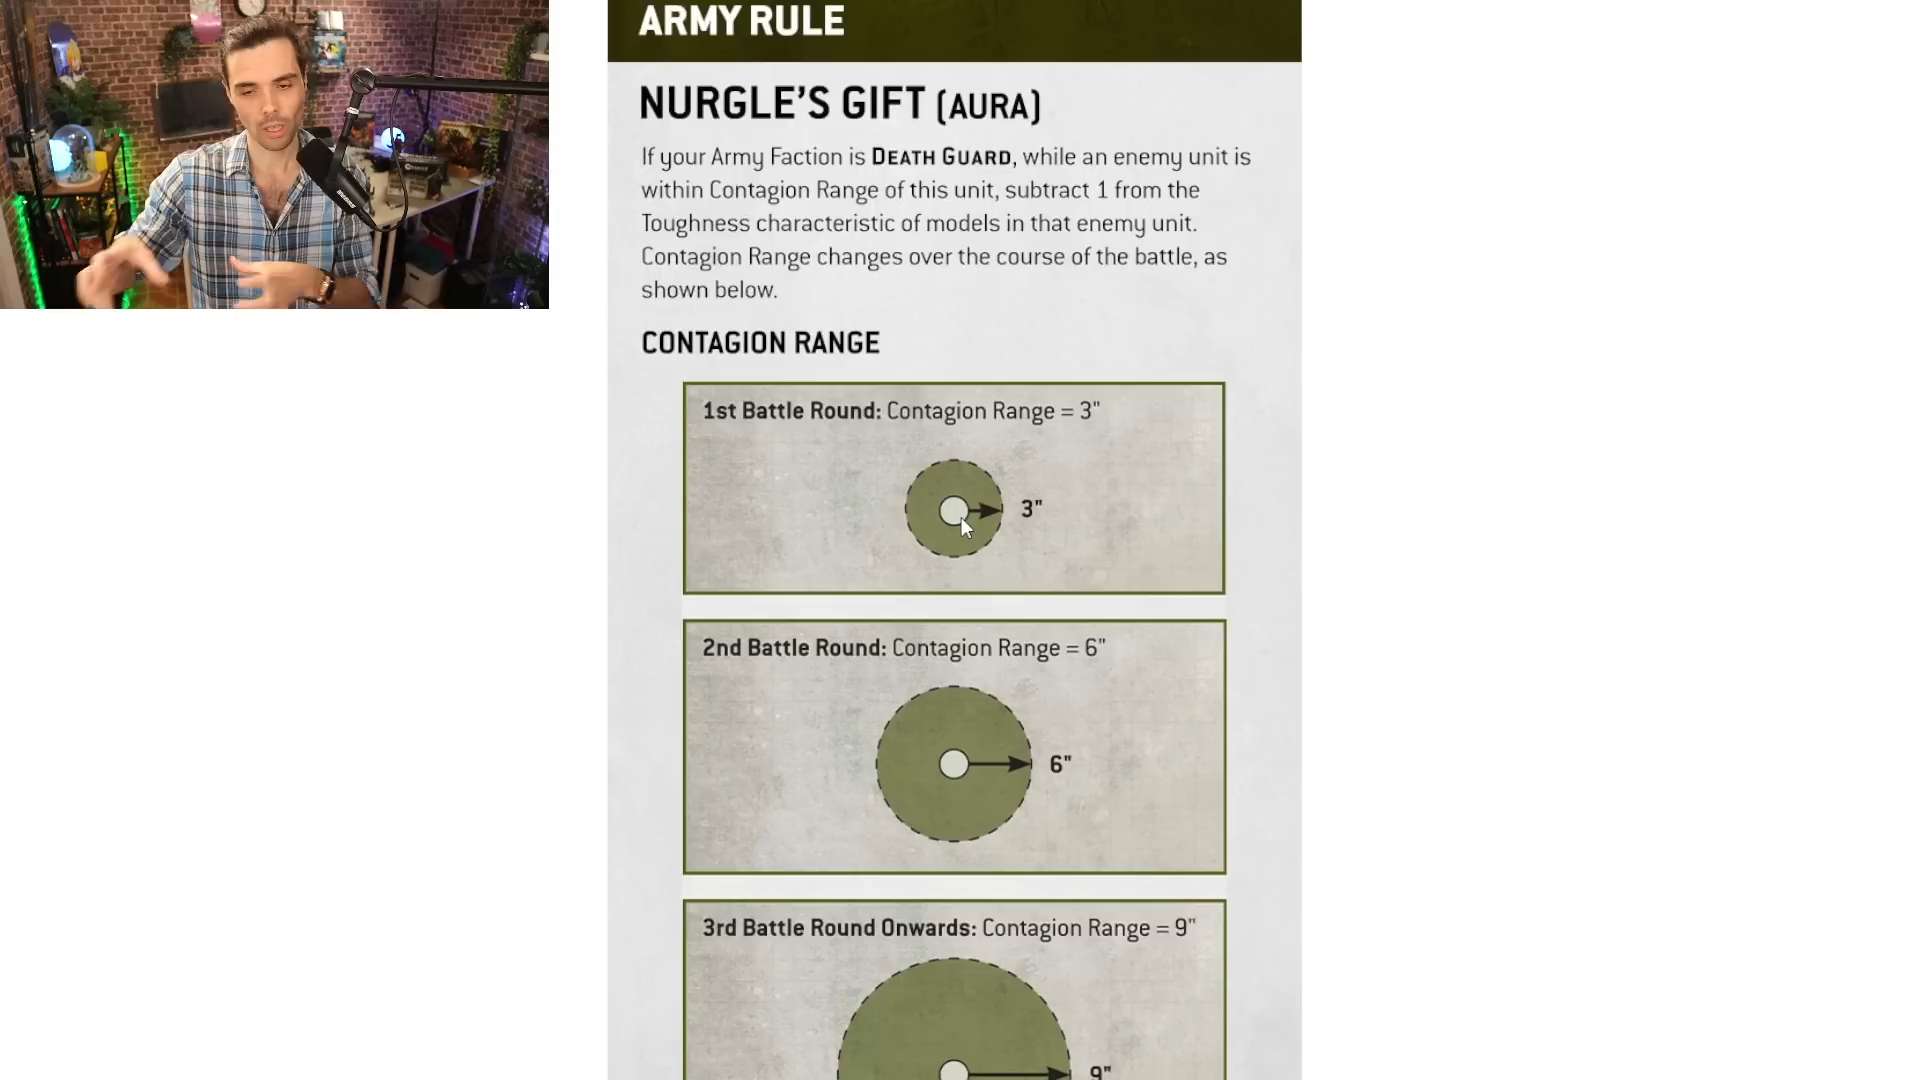 ARMY RULE
NURGLE'S GIFT (AURA)
If your Army Faction is DEATH GUARD, while an enemy unit is
within Contagion Range of this unit, subtract 1 from the
Toughness characteristic of models in that enemy unit.
Contagion Range changes over the course of the battle, as
shown below.
CONTAGION RANGE
1st Battle Round: Contagion Range = 3"
3"
2nd Battle Round: Contagion Range = 6"
6"
3rd Battle Round Onwards: Contagion Range = 9"
9"